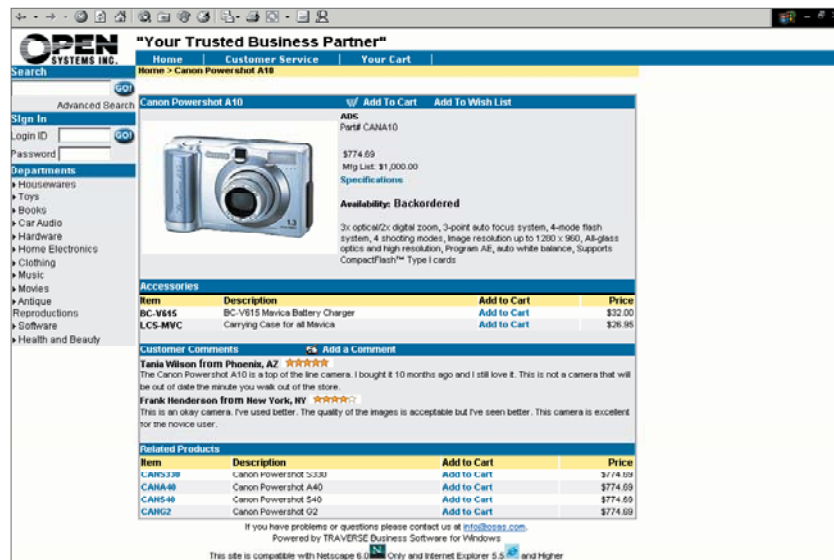 OPEN
SYSTEMS INC.
"Your Trusted Business Partner"
Home | Customer Service | Your Cart |
Search
GO!
Advanced Search
Sign In
Login ID
GO!
Password
Departments
Housewares
Toys
Books
Car Audio
Hardware
Home Electronics
Clothing
Music
Movies
Antique
Reproductions
Software
Health and Beauty
Home > Canon Powershot A10
Canon Powershot A10 Add To Cart Add To Wish List
Canon
1.3
ADS
Part# CANA10
$774.69
Mfg List: $1,000.00
Specifications
Availability: Backordered
3x optical/2x digital zoom, 3-point auto focus system, 4-mode flash
system, 4 shooting modes, Image resolution up to 1280 x 960, All-glass
optics and high resolution, Program AE, auto white balance, Supports
CompactFlash™ Type I cards
Accessories
Item Description Add to Cart Price
BC-V615 BC-V615 Mavica Battery Charger Add to Cart $32.00
LCS-MVC Carrying Case for all Mavica Add to Cart $26.95
Customer Comments Add a Comment
Tania Wilson from Phoenix, AZ
The Canon Powershot A10 is a top of the line camera. I bought it 10 months ago and I still love it. This is not a camera that will
be out of date the minute you walk out of the store.
Frank Henderson from New York, NY
This is an okay camera. I've used better. The quality of the images is acceptable but I've seen better. This camera is excellent
for the novice user.
Related Products
Item Description Add to Cart Price
CANS330 Canon Powershot S330 Add to Cart $774.69
CANA40 Canon Powershot A40 Add to Cart $774.69
CANS40 Canon Powershot S40 Add to Cart $774.69
CANG2 Canon Powershot G2 Add to Cart $774.69
If you have problems or questions please contact us at info@osas.com.
Powered by TRAVERSE Business Software for Windows
This site is compatible with Netscape 6.0 Only and Internet Explorer 5.5 and Higher